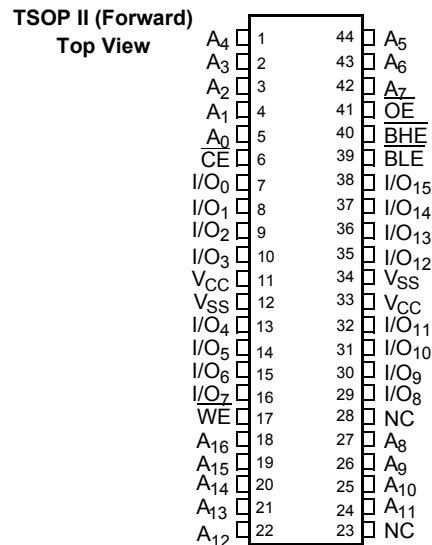 TSOP II (Forward)
Top View
A4 1 44 A5
A3 2 43 A6
A2 3 42 A7
A1 4 41 OE
A0 5 40 BHE
CE 6 39 BLE
I/O0 7 38 I/O15
I/O1 8 37 I/O14
I/O2 9 36 I/O13
I/O3 10 35 I/O12
VCC 11 34 VSS
VSS 12 33 VCC
I/O4 13 32 I/O11
I/O5 14 31 I/O10
I/O6 15 30 I/O9
I/O7 16 29 I/O8
WE 17 28 NC
A16 18 27 A8
A15 19 26 A9
A14 20 25 A10
A13 21 24 A11
A12 22 23 NC